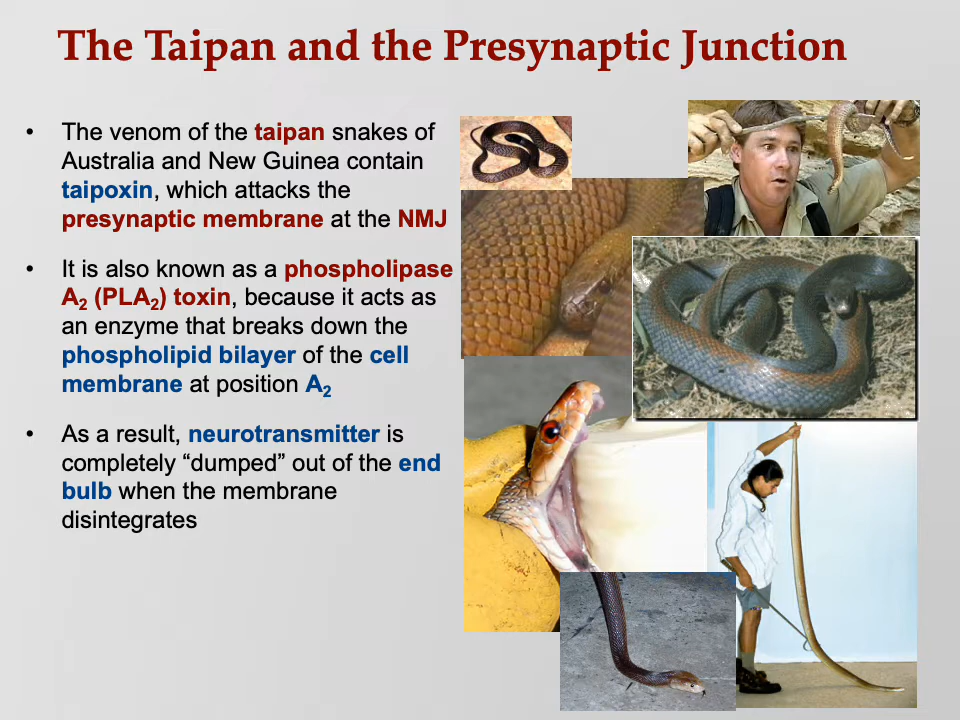 The Taipan and the Presynaptic Junction
• The venom of the taipan snakes of
Australia and New Guinea contain
taipoxin, which attacks the
presynaptic membrane at the NMJ
• It is also known as a phospholipase
A₂ (PLA₂) toxin, because it acts as
an enzyme that breaks down the
phospholipid bilayer of the cell
membrane at position A₂
• As a result, neurotransmitter is
completely “dumped” out of the end
bulb when the membrane
disintegrates